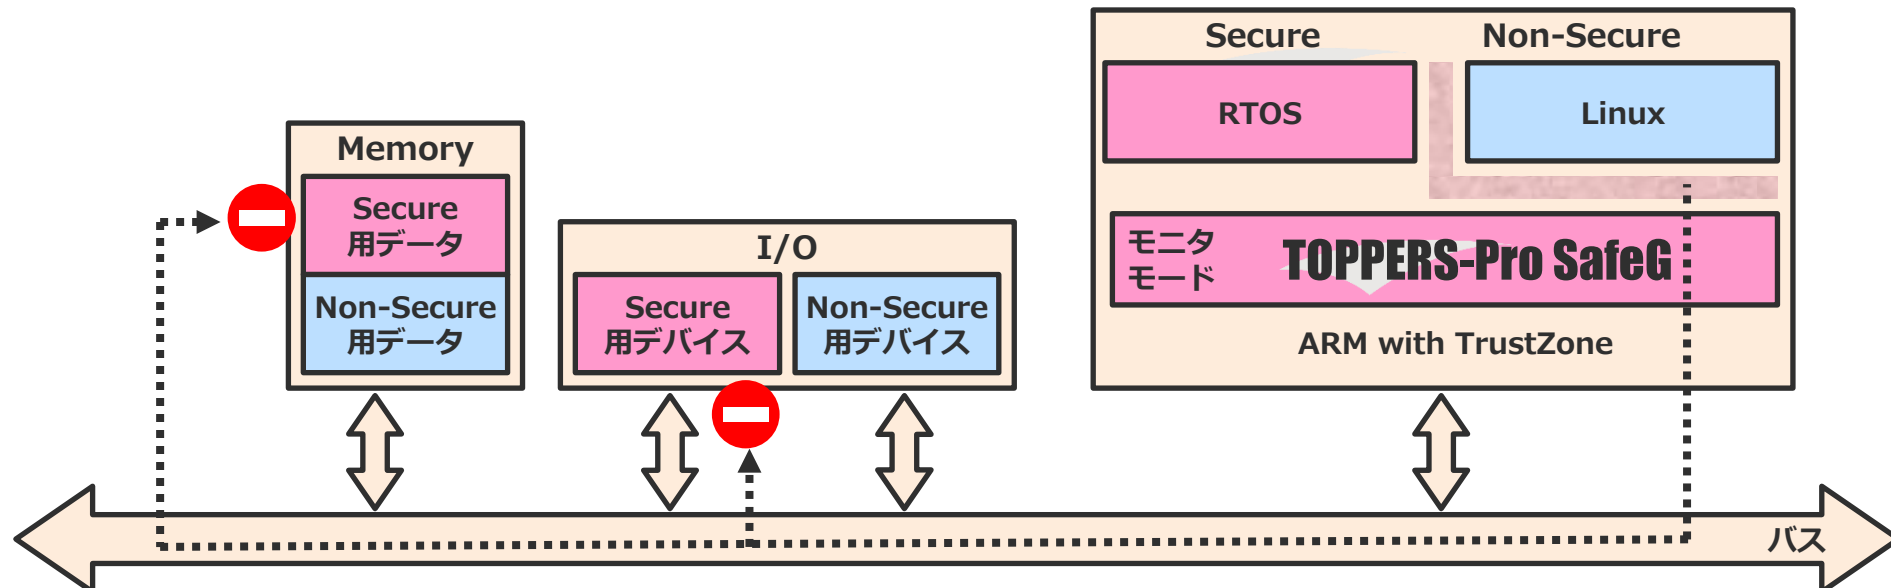 Secure
Non-Secure
RTOS
Linux
Memory
Secure
用データ
Non-Secure
用データ
I/O
Secure
用デバイス
Non-Secure
用デバイス
モニタ
モード
TOPPERS-Pro SafeG
ARM with TrustZone
バス